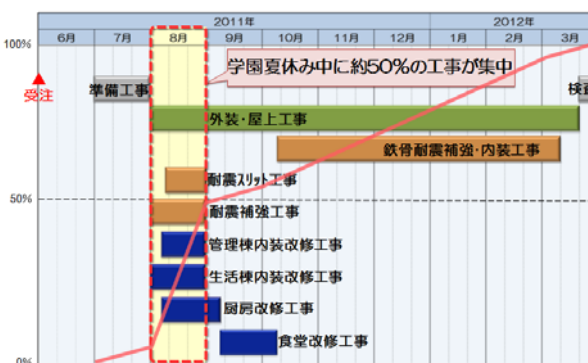 2011年 2012年
6月 7月 8月 9月 10月 11月 12月 1月 2月 3月
100%
学園夏休み中に約50%の工事が集中
受注
準備工事
検査
外装・屋上工事
鉄骨耐震補強・内装工事
耐震スリット工事
50%
耐震補強工事
管理棟内装改修工事
生活棟内装改修工事
厨房改修工事
食堂改修工事
0%